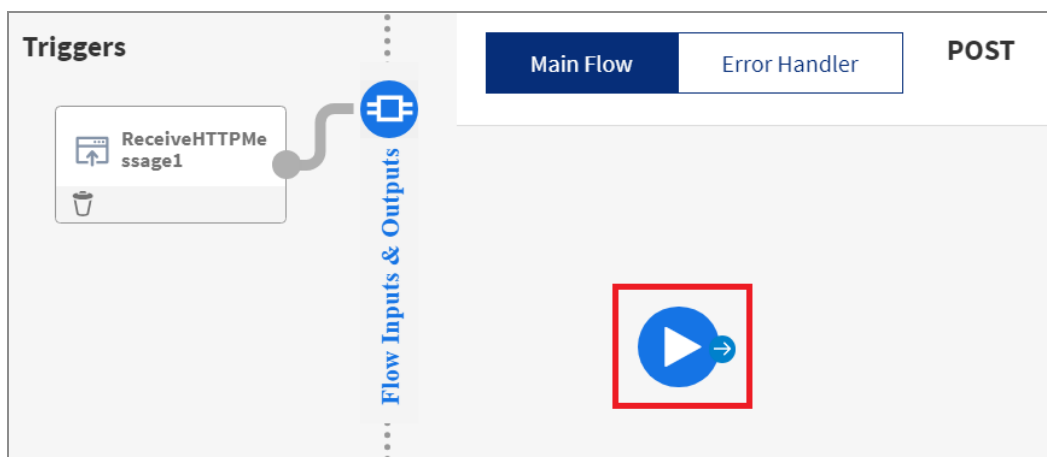 Triggers
ReceiveHTTPMe
ssage1
Flow Inputs & Outputs
Main Flow
Error Handler
POST